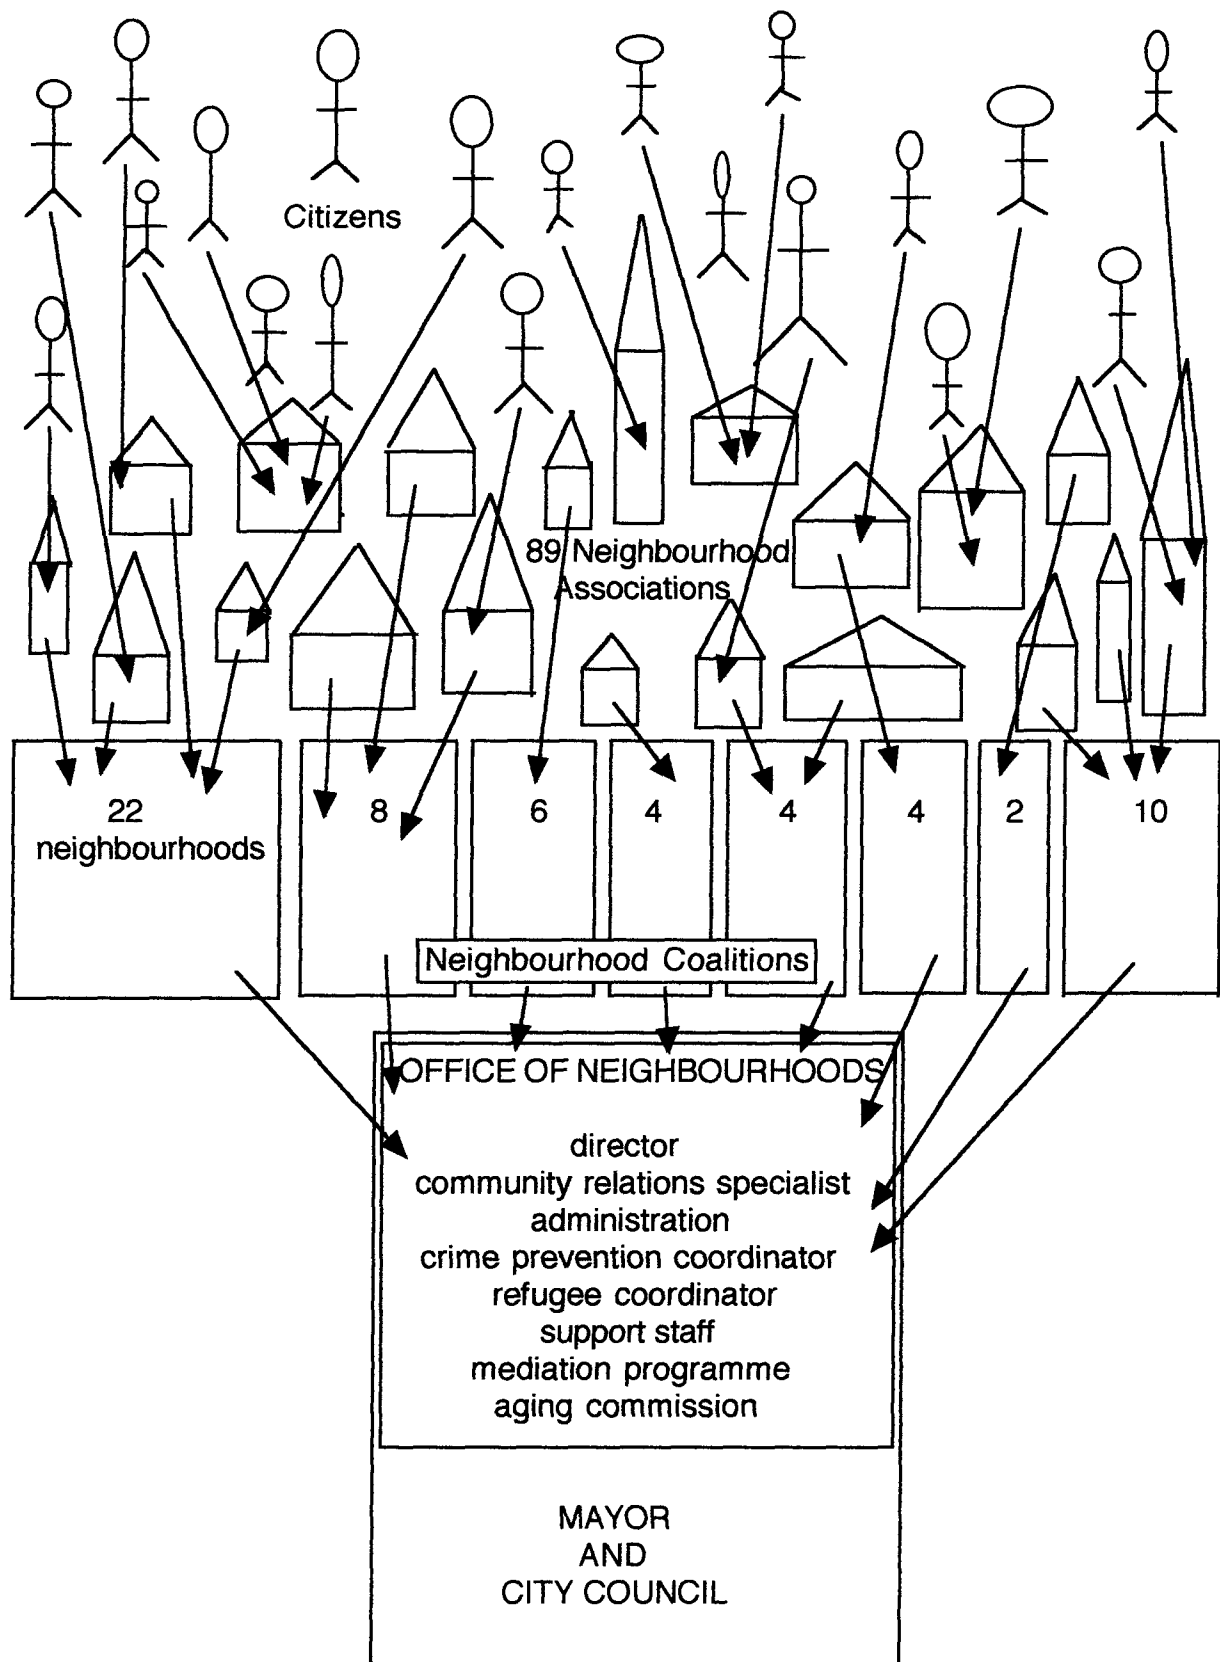 Citizens
89 Neighbourhood
Associations
22
neighbourhoods
8
6
4
4
4
2
10
Neighbourhood Coalitions
OFFICE OF NEIGHBOURHOODS
director
community relations specialist
administration
crime prevention coordinator
refugee coordinator
support staff
mediation programme
aging commission
MAYOR
AND
CITY COUNCIL